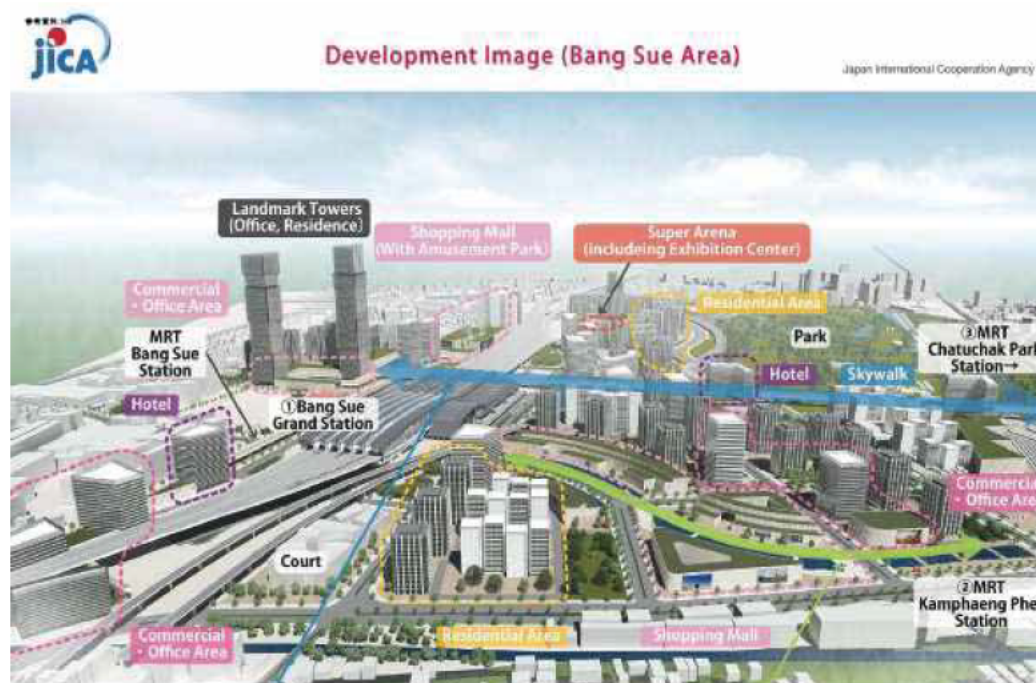 JICA
Development Image (Bang Sue Area)
Japan International Cooperation Agency
Landmark Towers
(Office, Residence)
Shopping Mall
(With Amusement Park)
Super Arena
(includeing Exhibition Center)
Commercial
・Office Area
Residential Area
MRT
Bang Sue
Station
Park
③MRT
Chatuchak Park
Station→
Hotel
Skywalk
Hotel
①Bang Sue
Grand Station
Commercial
・Office Area
Court
②MRT
Kamphaeng Phe
Station
Commercial
・Office Area
Residential Area
Shopping Mall